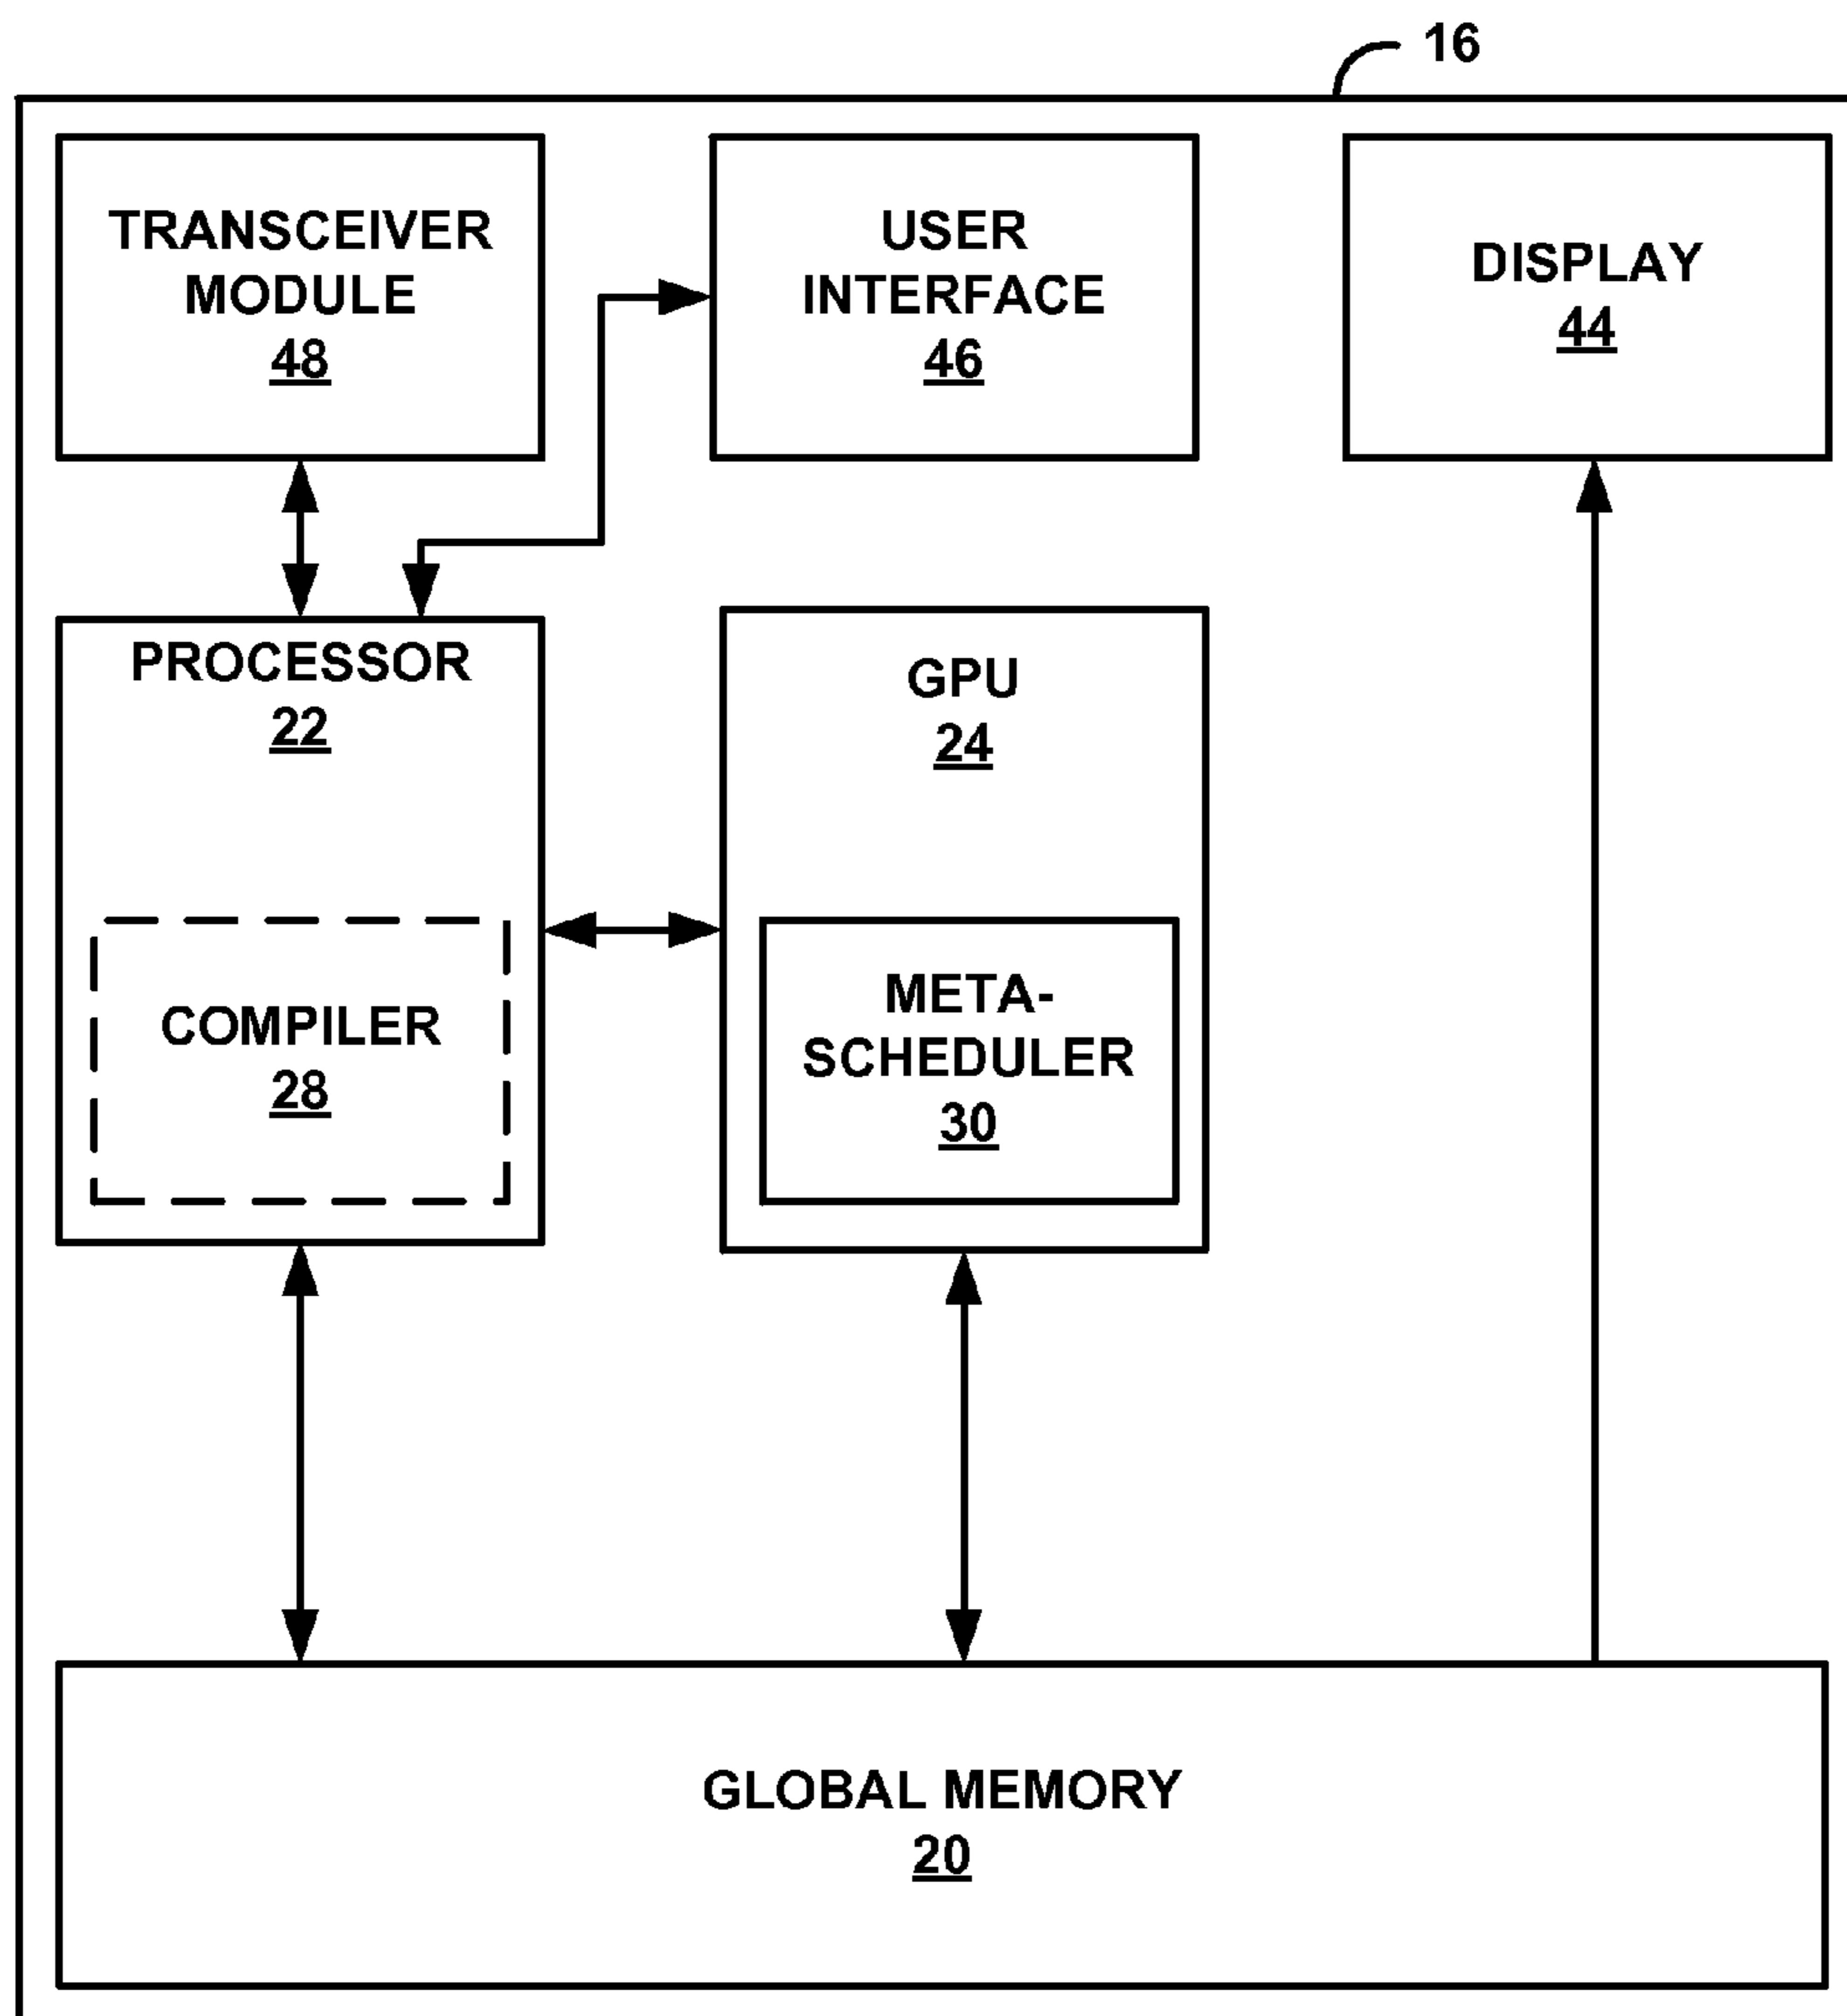 16
TRANSCEIVER
MODULE
48
USER
INTERFACE
46
DISPLAY
44
PROCESSOR
22
GPU
24
COMPILER
28
META-
SCHEDULER
30
GLOBAL MEMORY
20